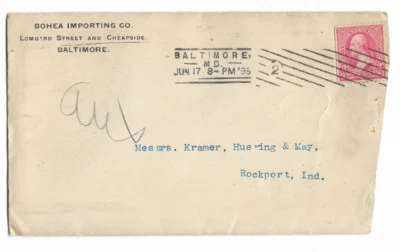 BOHEA IMPORTING CO.
LOMBARD STREET AND CHEAPSIDE.
BALTIMORE.
BALTIMORE,
MD.
JUN 17 8-PM '95
2
Messrs. Kramer, Huering & May,
Rockport, Ind.